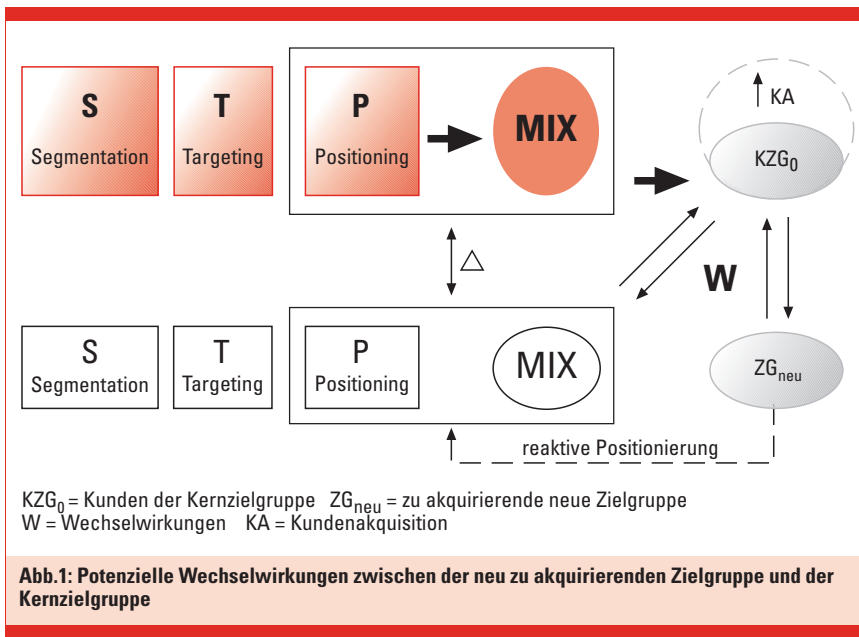 S
Segmentation
T
Targeting
P
Positioning
MIX
KA
KZG₀
△
W
S
Segmentation
T
Targeting
P
Positioning
MIX
ZGneu
reaktive Positionierung
KZG₀ = Kunden der Kernzielgruppe ZGneu = zu akquirierende neue Zielgruppe
W = Wechselwirkungen KA = Kundenakquisition
Abb.1: Potenzielle Wechselwirkungen zwischen der neu zu akquirierenden Zielgruppe und der
Kernzielgruppe